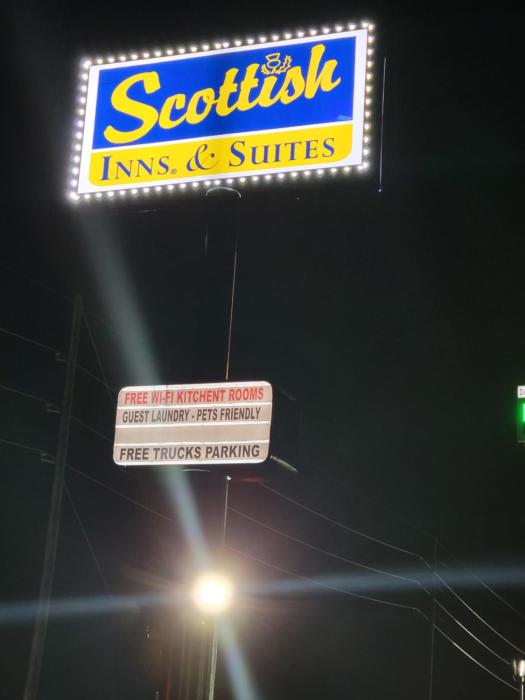 Scottish
INNS® & SUITES
FREE WI-FI KITCHENT ROOMS
GUEST LAUNDRY - PETS FRIENDLY
FREE TRUCKS PARKING